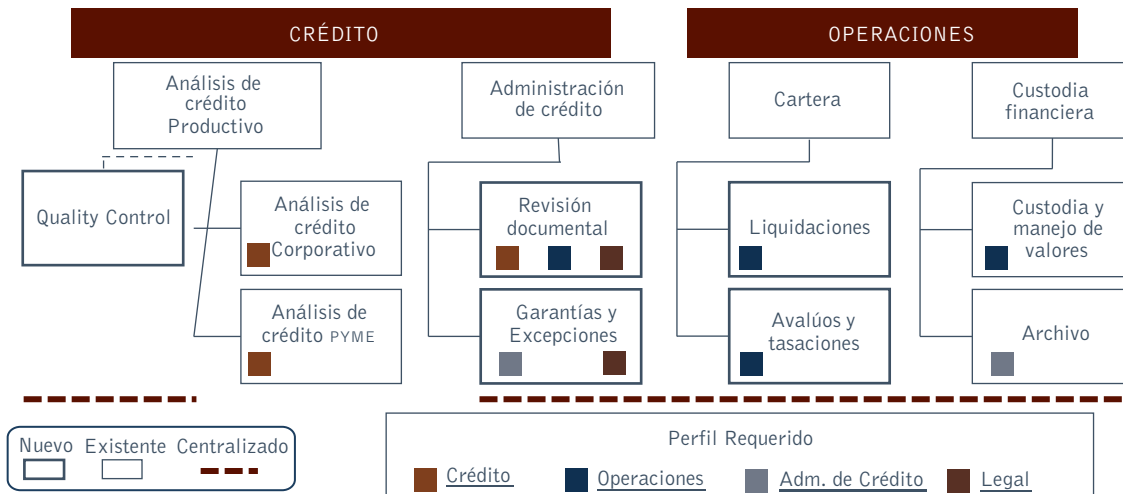 CRÉDITO
OPERACIONES
Análisis de
crédito
Productivo
Administración
de crédito
Cartera
Custodia
financiera
Quality Control
Análisis de
crédito
Corporativo
Revisión
documental
Liquidaciones
Custodia y
manejo de
valores
Análisis de
crédito PYME
Garantías y
Excepciones
Avalúos y
tasaciones
Archivo
Nuevo Existente Centralizado
Perfil Requerido
Crédito Operaciones Adm. de Crédito Legal